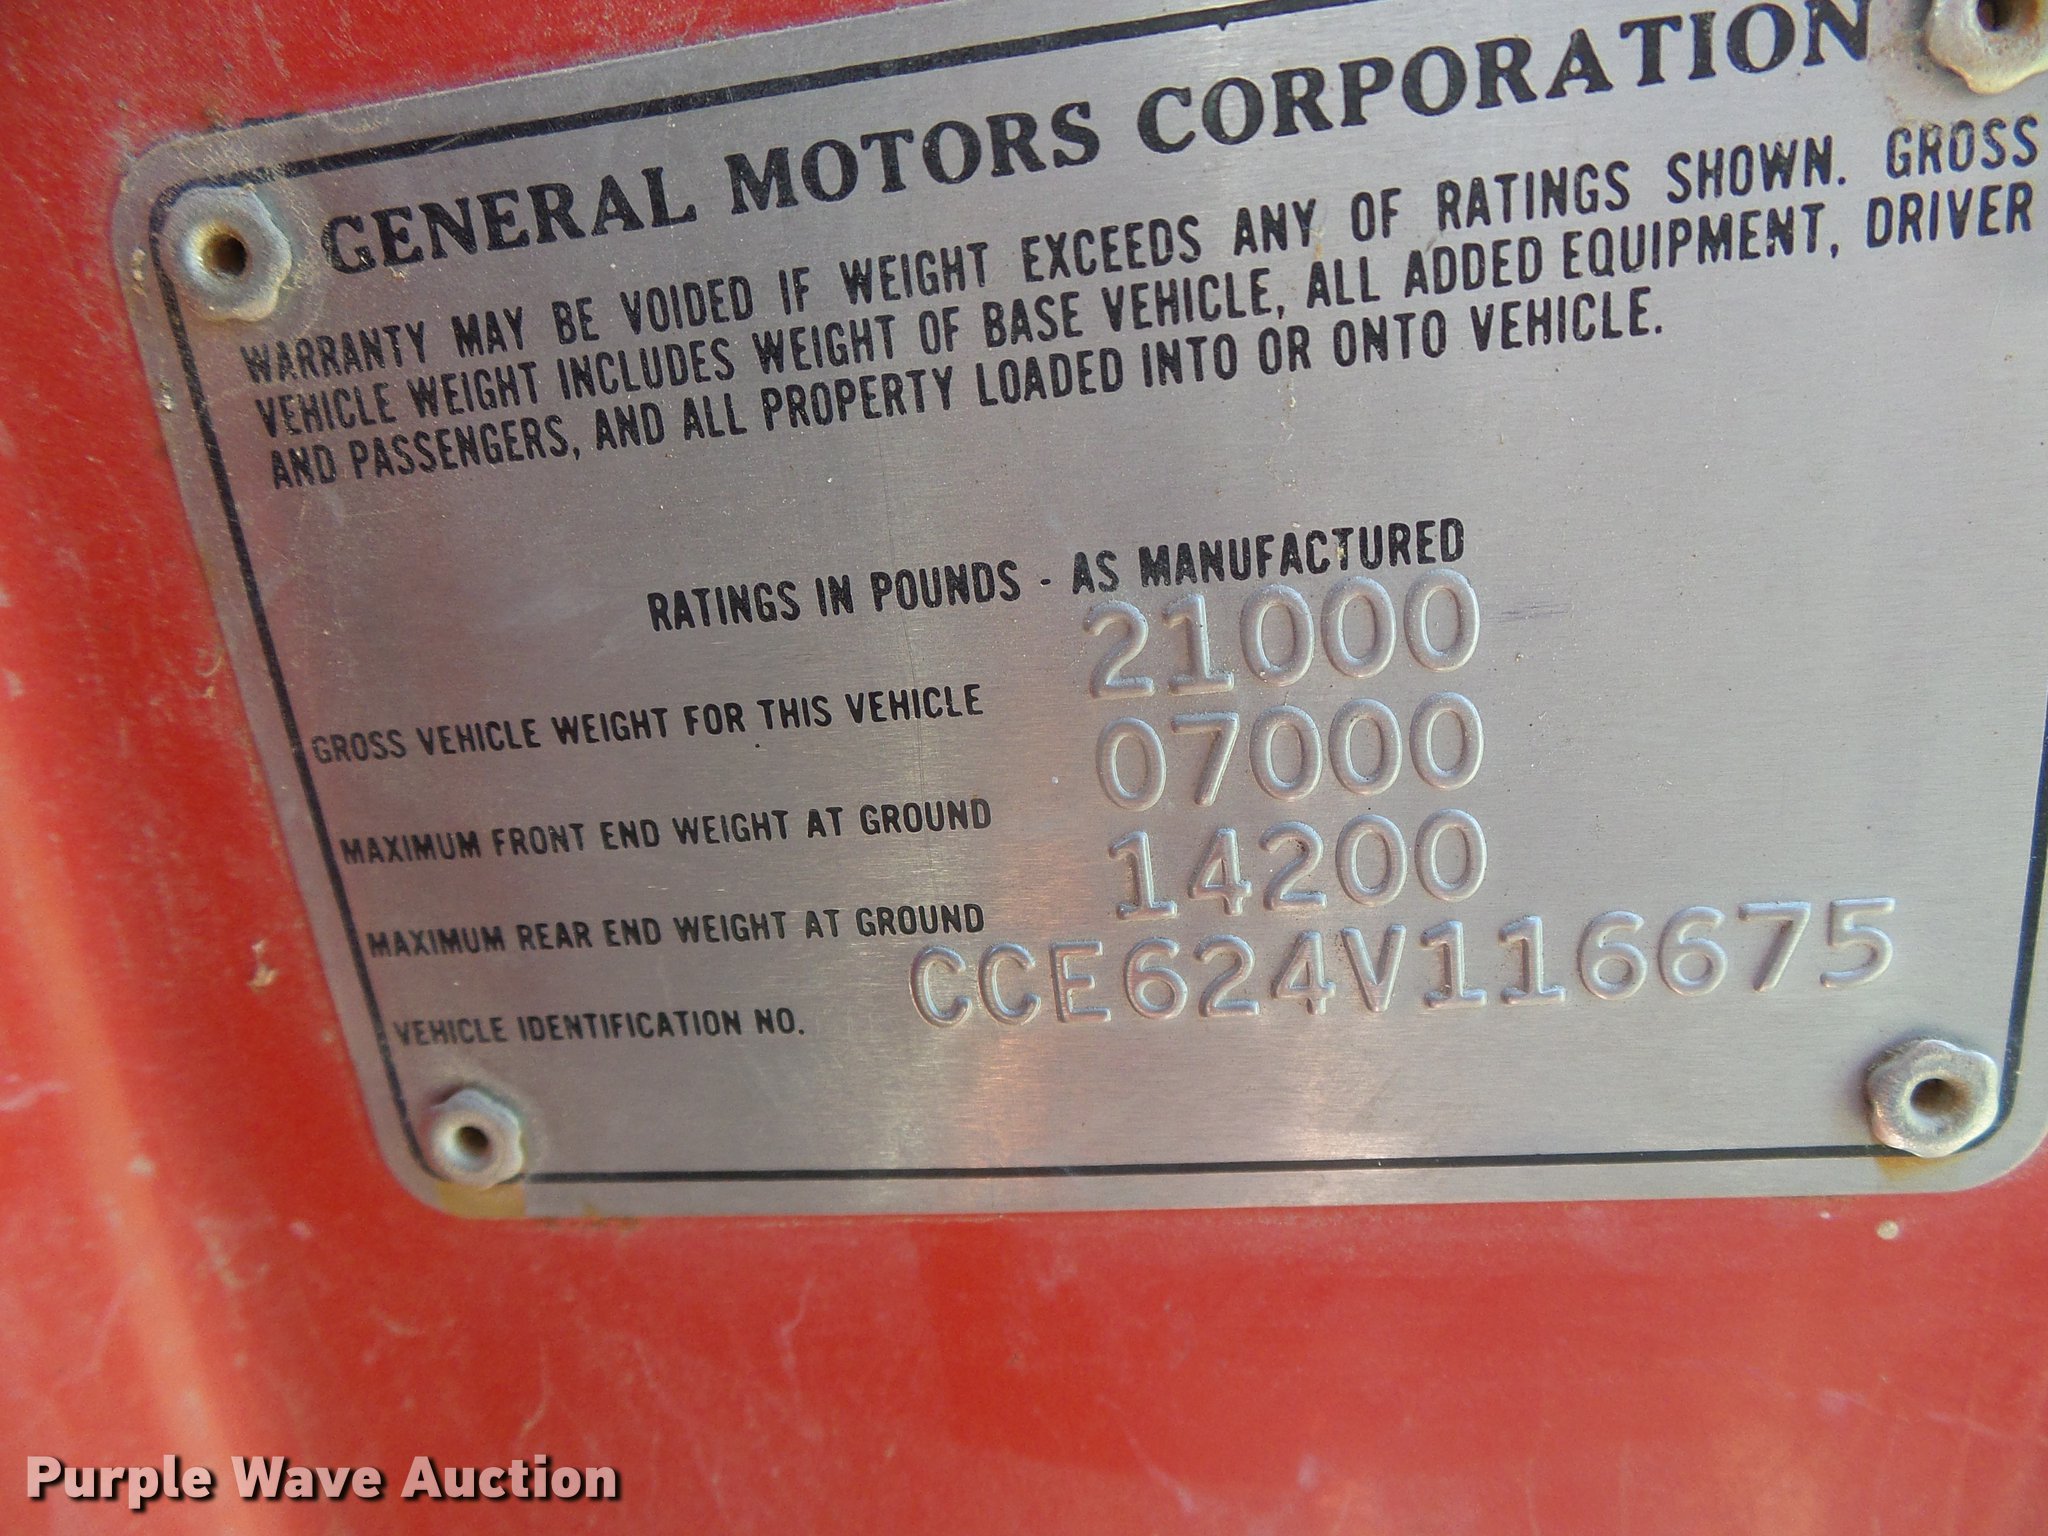 GENERAL MOTORS CORPORATION
WARRANTY MAY BE VOIDED IF WEIGHT EXCEEDS ANY OF RATINGS SHOWN. GROSS
VEHICLE WEIGHT INCLUDES WEIGHT OF BASE VEHICLE, ALL ADDED EQUIPMENT, DRIVER
AND PASSENGERS, AND ALL PROPERTY LOADED INTO OR ONTO VEHICLE.
RATINGS IN POUNDS - AS MANUFACTURED
GROSS VEHICLE WEIGHT FOR THIS VEHICLE 21000
MAXIMUM FRONT END WEIGHT AT GROUND 07000
MAXIMUM REAR END WEIGHT AT GROUND 14200
VEHICLE IDENTIFICATION NO. CCE624V116675
Purple Wave Auction